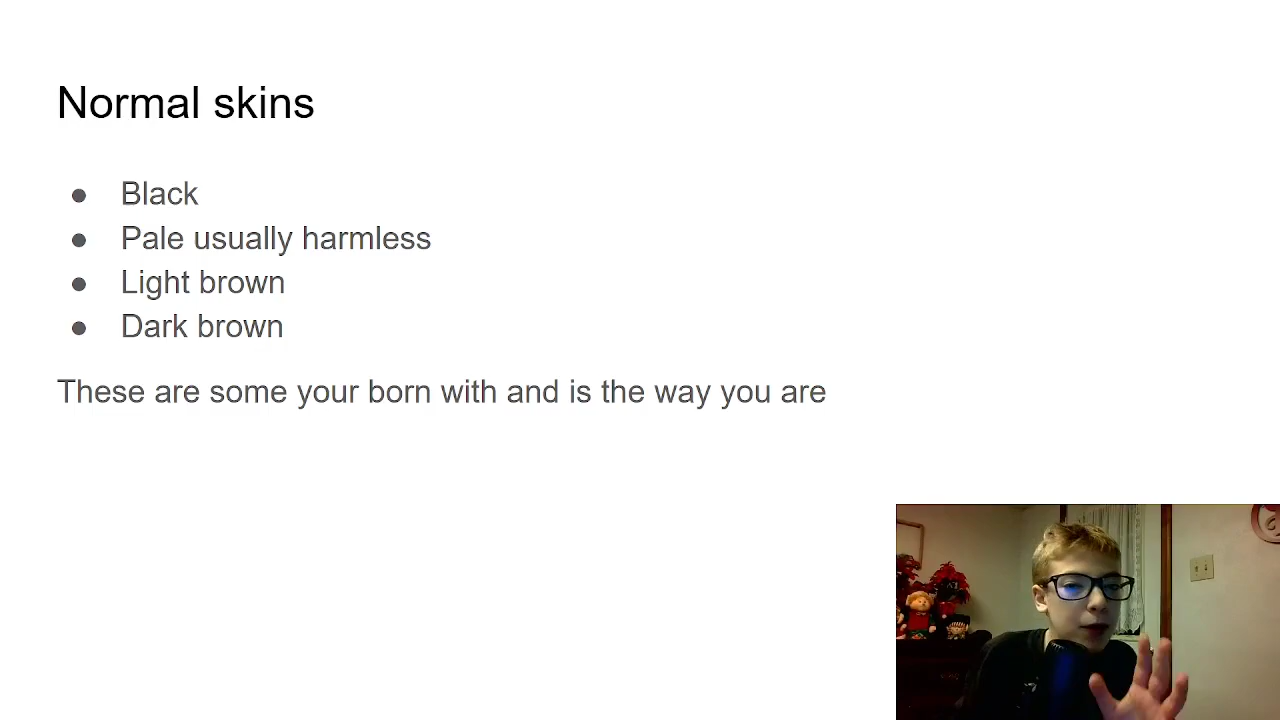 Normal skins
● Black
● Pale usually harmless
● Light brown
● Dark brown
These are some your born with and is the way you are